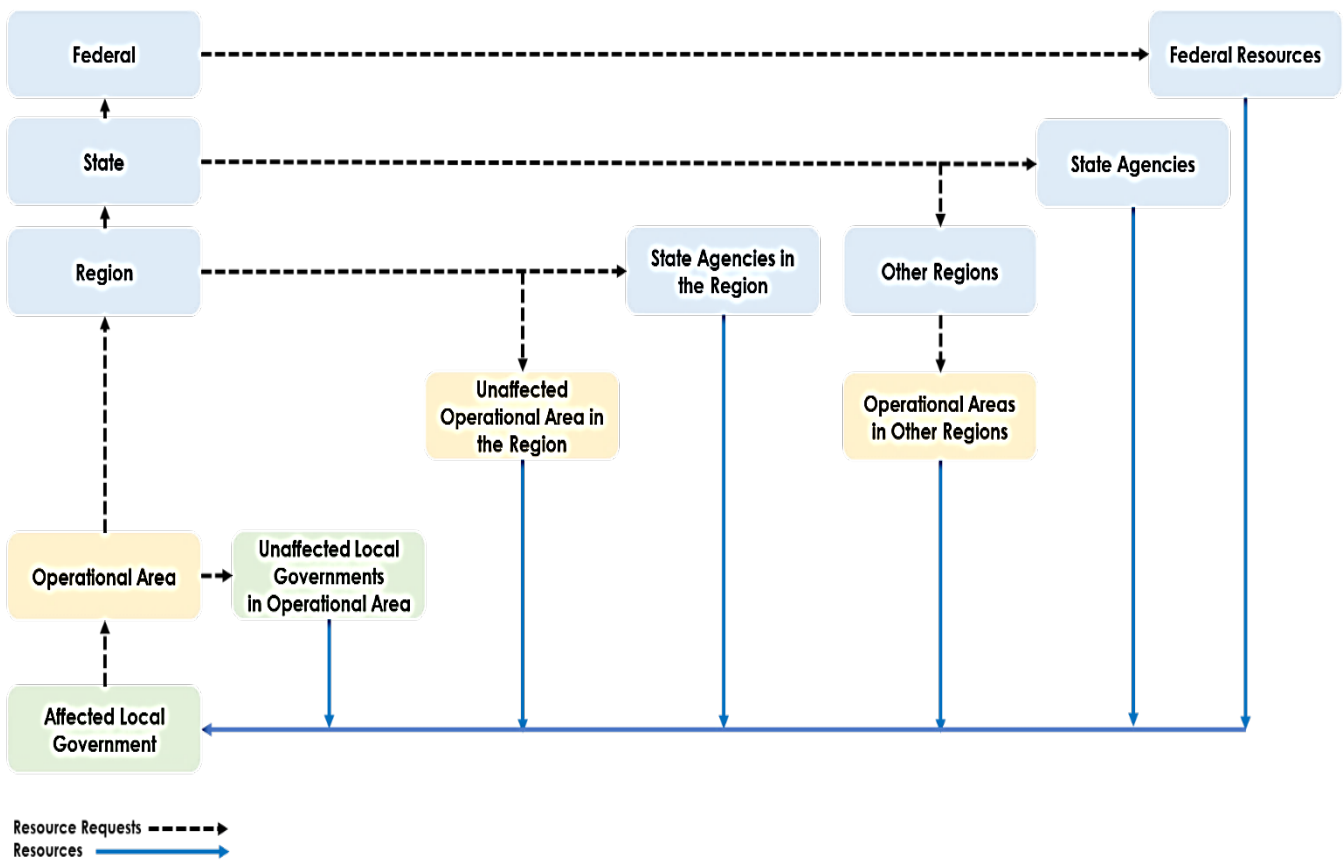 Federal
Federal Resources
State
State Agencies
Region
State Agencies in
the Region
Other Regions
Unaffected
Operational Area in
the Region
Operational Areas
in Other Regions
Operational Area
Unaffected Local
Governments
in Operational Area
Affected Local
Government
Resource Requests
Resources